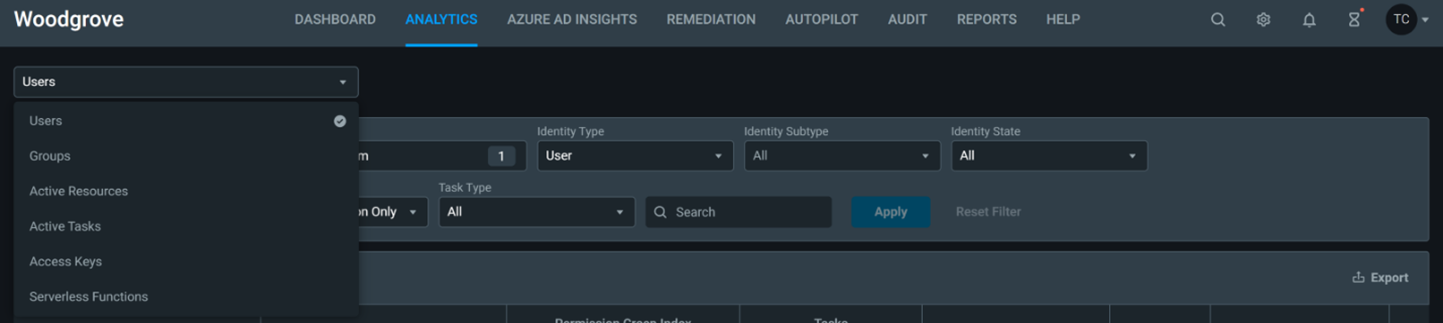 Woodgrove
DASHBOARD ANALYTICS AZURE AD INSIGHTS REMEDIATION AUTOPILOT AUDIT REPORTS HELP TC
Users
Users
Groups
Active Resources
Active Tasks
Access Keys
Serverless Functions
Identity Type Identity Subtype Identity State
m 1 User All All
Task Type
on Only All Search Apply Reset Filter
Export
Permission Creep Index Tasks